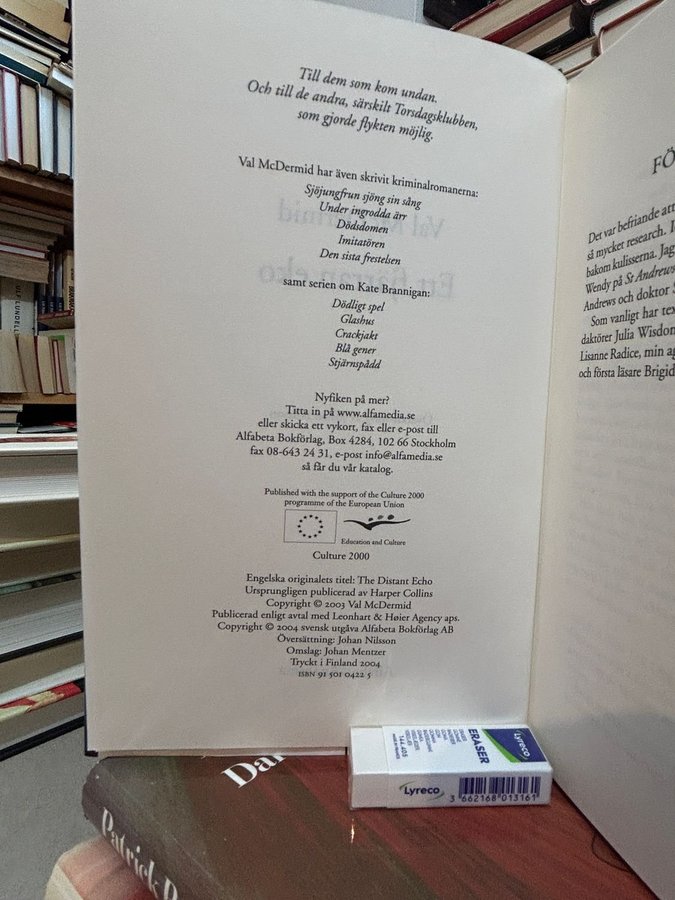 Till dem som kom undan.
Och till de andra, särskilt Torsdagsklubben,
som gjorde flykten möjlig.
Val McDermid har även skrivit kriminalromanerna:
Sjöjungfrun sjöng sin sång
Under ingrodda ärr
Dödsdomen
Imitatören
Den sista frestelsen
samt serien om Kate Brannigan:
Dödligt spel
Glashus
Crackjakt
Blå gener
Stjärnspådd
Nyfiken på mer?
Titta in på www.alfamedia.se
eller skicka ett vykort, fax eller e-post till
Alfabeta Bokförlag, Box 4284, 102 66 Stockholm
fax 08-643 24 31, e-post info@alfamedia.se
så får du vår katalog.
Published with the support of the Culture 2000
programme of the European Union
Education and Culture
Culture 2000
Engelska originalets titel: The Distant Echo
Ursprungligen publicerad av Harper Collins
Copyright © 2003 Val McDermid
Publicerad enligt avtal med Leonhart & Høier Agency aps.
Copyright © 2004 svensk utgåva Alfabeta Bokförlag AB
Översättning: Johan Nilsson
Omslag: Johan Mentzer
Tryckt i Finland 2004
ISBN 91 501 0422 5
FÖ
Det var befriande att
så mycket research. I
bakom kulisserna. Jag
Wendy på St Andrews
Andrews och doktor S
Som vanligt har tex
daktörer Julia Wisdom
Lisanne Radice, min ag
och första läsare Brigid
ULF LUNDELL
ERASER
144.405
Lyreco
Lyreco
3 662168 013161
Dar
Patrick